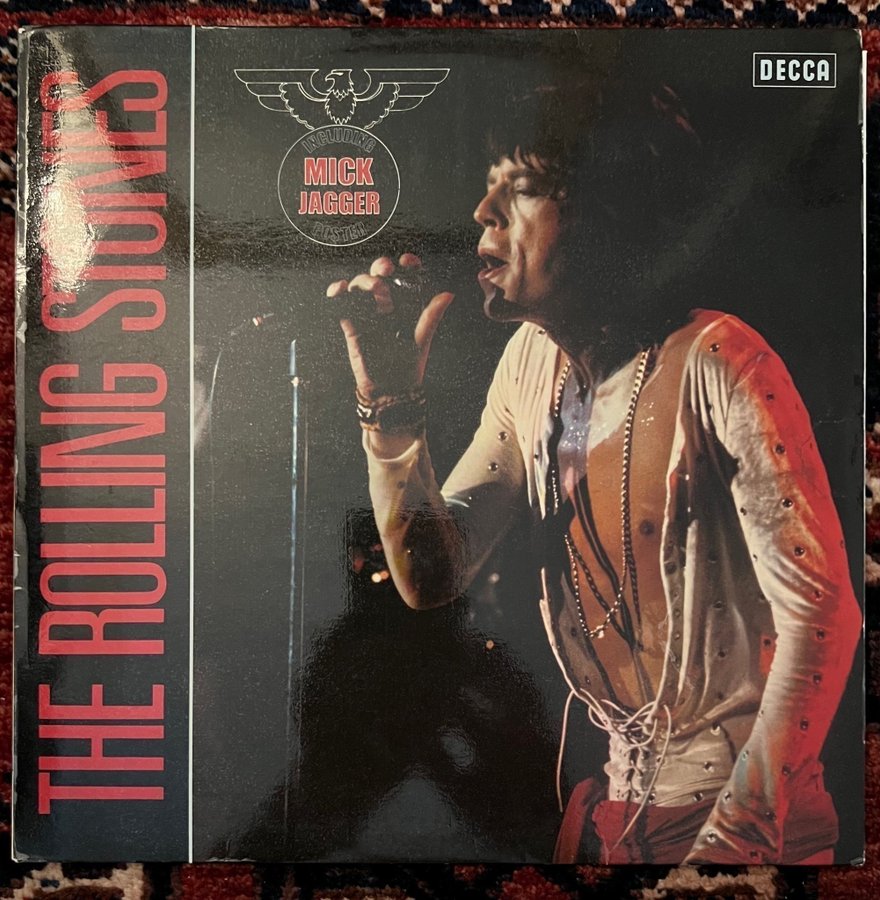 THE ROLLING STONES
INCLUDING
MICK
JAGGER
POSTER
DECCA